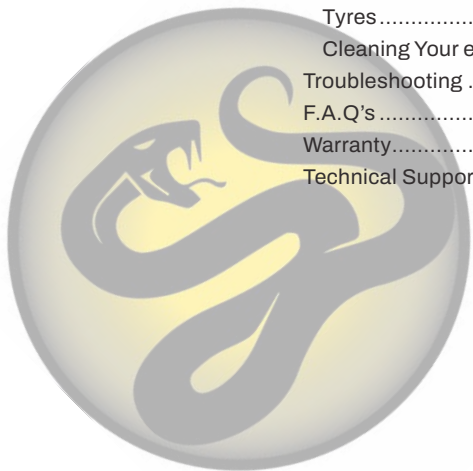 Tyres...............
Cleaning Your e
Troubleshooting .
F.A.Q’s ...............
Warranty.............
Technical Suppor